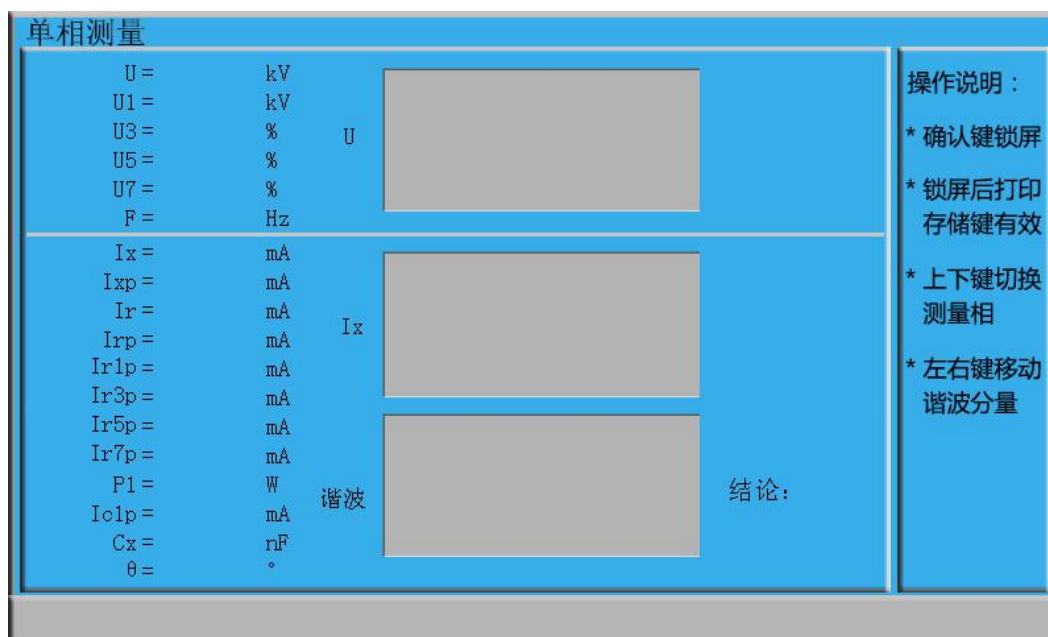 单相测量
U = kV
U1 = kV
U3 = %
U5 = %
U7 = %
F = Hz
U
Ix = mA
Ixp = mA
Ir = mA
Irp = mA
Ir1p = mA
Ir3p = mA
Ir5p = mA
Ir7p = mA
P1 = W
Ic1p = mA
Cx = nF
θ = °
Ix
谐波
结论：
操作说明：
* 确认键锁屏
* 锁屏后打印
存储键有效
* 上下键切换
测量相
* 左右键移动
谐波分量